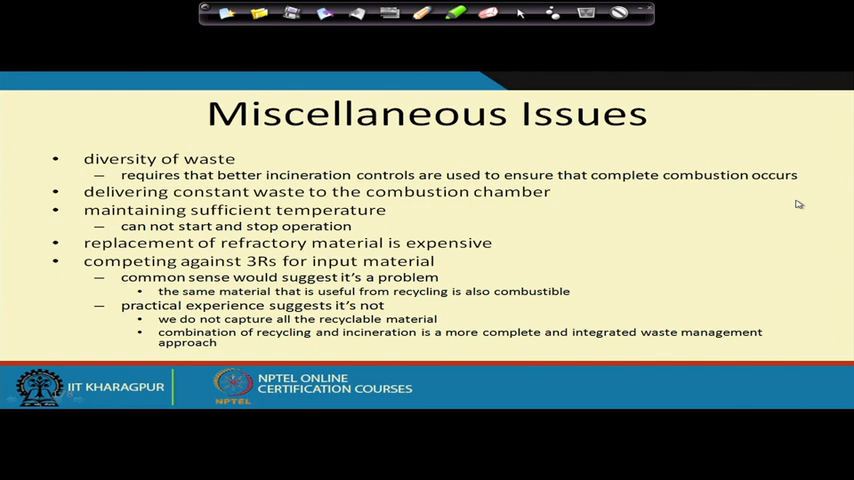 Miscellaneous Issues
• diversity of waste
– requires that better incineration controls are used to ensure that complete combustion occurs
• delivering constant waste to the combustion chamber
• maintaining sufficient temperature
– can not start and stop operation
• replacement of refractory material is expensive
• competing against 3Rs for input material
– common sense would suggest it's a problem
• the same material that is useful from recycling is also combustible
– practical experience suggests it's not
• we do not capture all the recyclable material
• combination of recycling and incineration is a more complete and integrated waste management
approach
IIT KHARAGPUR
NPTEL
NPTEL ONLINE
CERTIFICATION COURSES